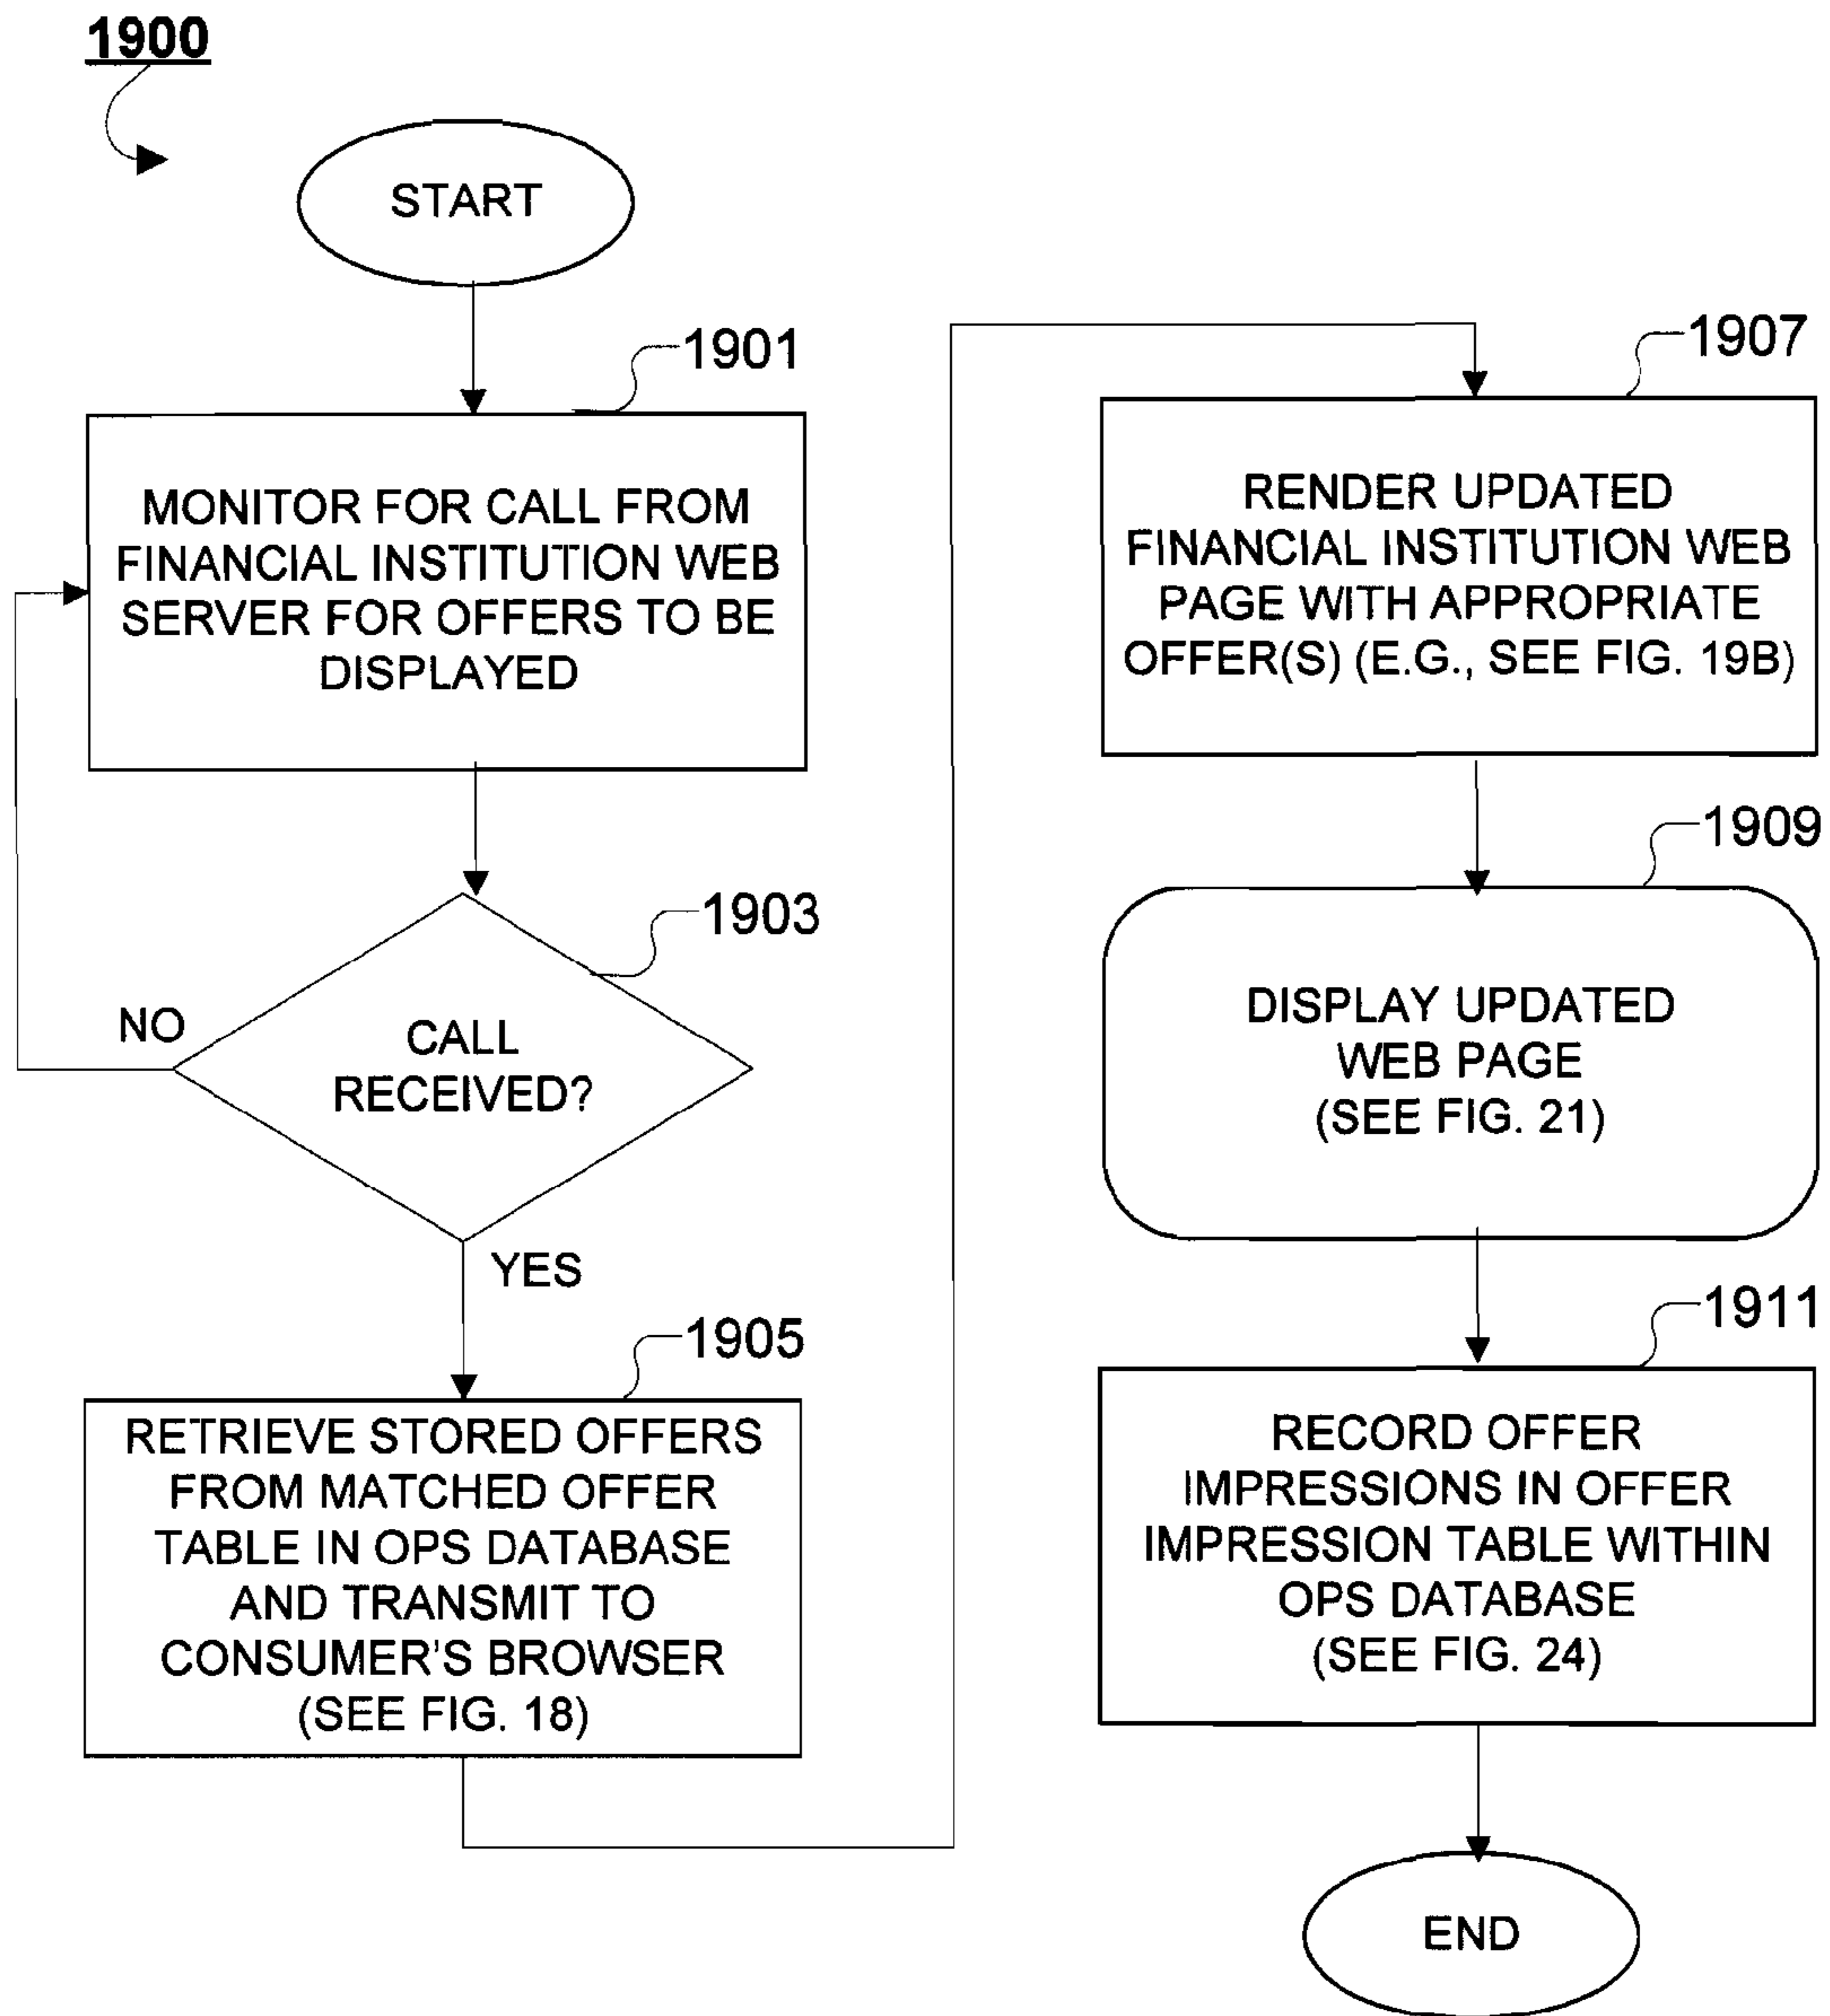 1900
START
1901
MONITOR FOR CALL FROM
FINANCIAL INSTITUTION WEB
SERVER FOR OFFERS TO BE
DISPLAYED
1903
NO
CALL
RECEIVED?
YES
1905
RETRIEVE STORED OFFERS
FROM MATCHED OFFER
TABLE IN OPS DATABASE
AND TRANSMIT TO
CONSUMER'S BROWSER
(SEE FIG. 18)
1907
RENDER UPDATED
FINANCIAL INSTITUTION WEB
PAGE WITH APPROPRIATE
OFFER(S) (E.G., SEE FIG. 19B)
1909
DISPLAY UPDATED
WEB PAGE
(SEE FIG. 21)
1911
RECORD OFFER
IMPRESSIONS IN OFFER
IMPRESSION TABLE WITHIN
OPS DATABASE
(SEE FIG. 24)
END